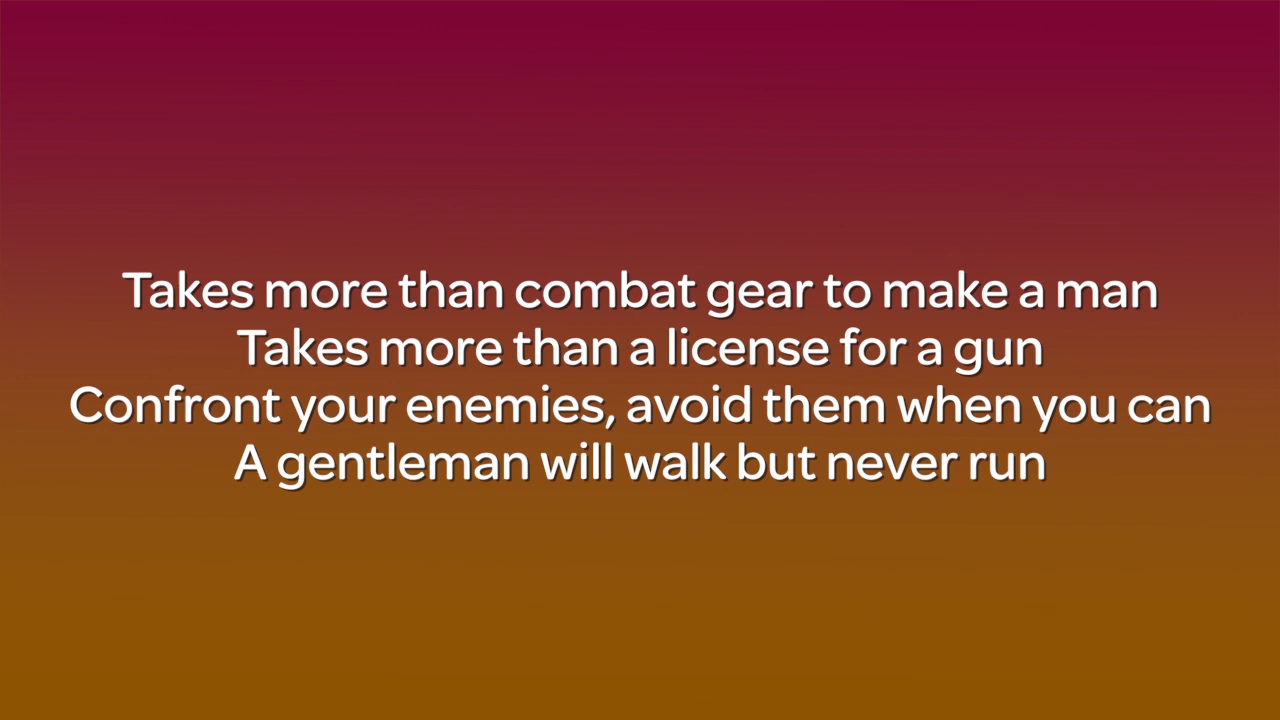 Takes more than combat gear to make a man
Takes more than a license for a gun
Confront your enemies, avoid them when you can
A gentleman will walk but never run